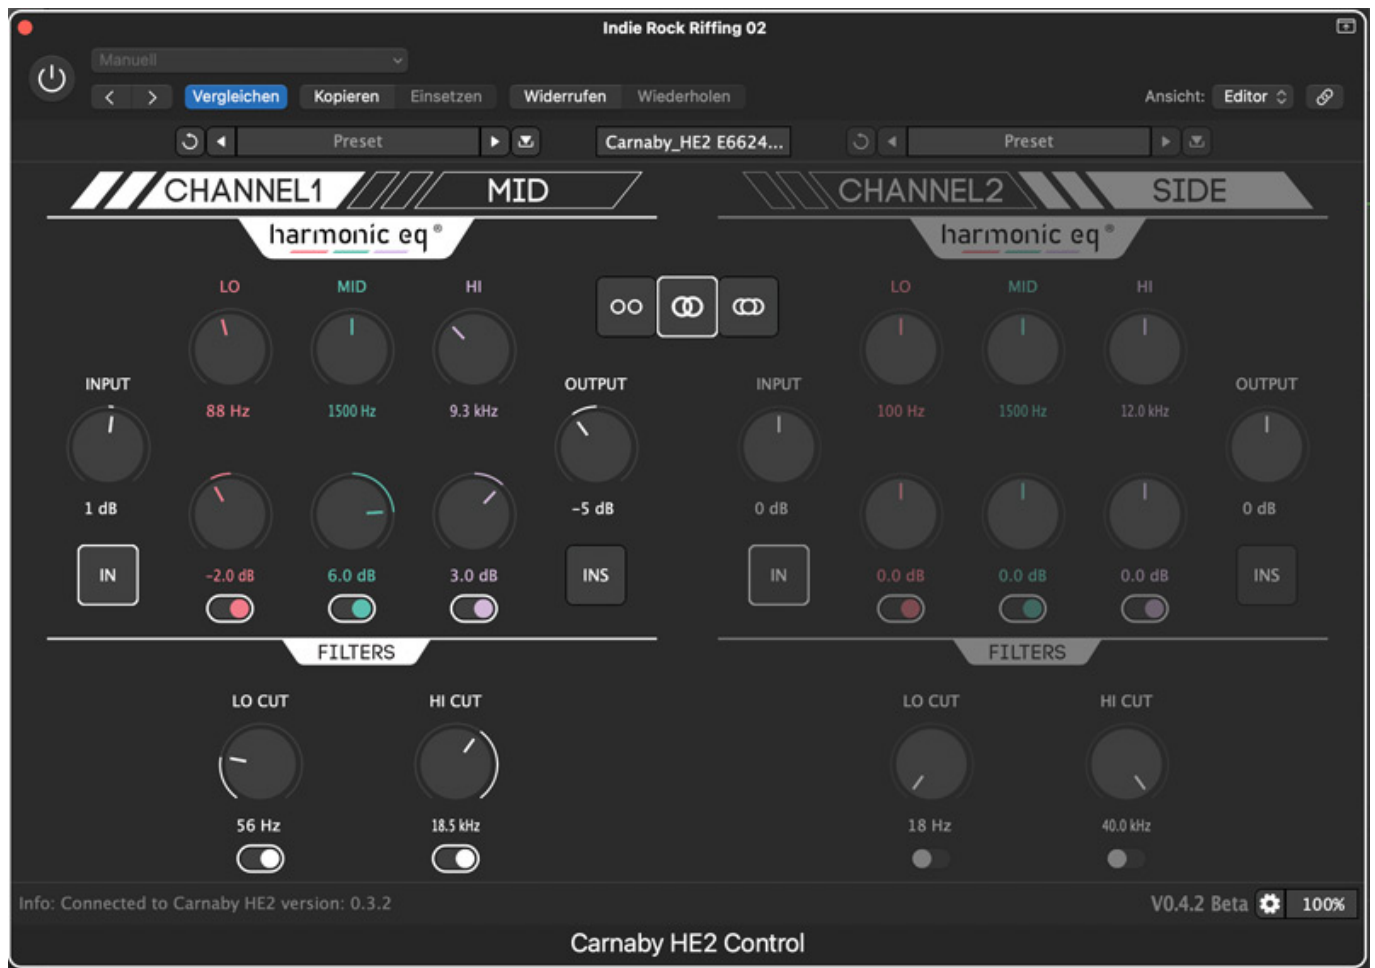 Indie Rock Riffing 02
Manuell
Vergleichen Kopieren Einsetzen Widerrufen Wiederholen Ansicht: Editor
Preset Carnaby_HE2 E6624... Preset
CHANNEL1 MID CHANNEL2 SIDE
harmonic eq® harmonic eq®
LO MID HI LO MID HI
INPUT OUTPUT INPUT OUTPUT
88 Hz 1500 Hz 9.3 kHz 100 Hz 1500 Hz 12.0 kHz
1 dB -5 dB 0 dB 0 dB
IN -2.0 dB 6.0 dB 3.0 dB INS IN 0.0 dB 0.0 dB 0.0 dB INS
FILTERS FILTERS
LO CUT HI CUT LO CUT HI CUT
56 Hz 18.5 kHz 18 Hz 40.0 kHz
Info: Connected to Carnaby HE2 version: 0.3.2 V0.4.2 Beta 100%
Carnaby HE2 Control